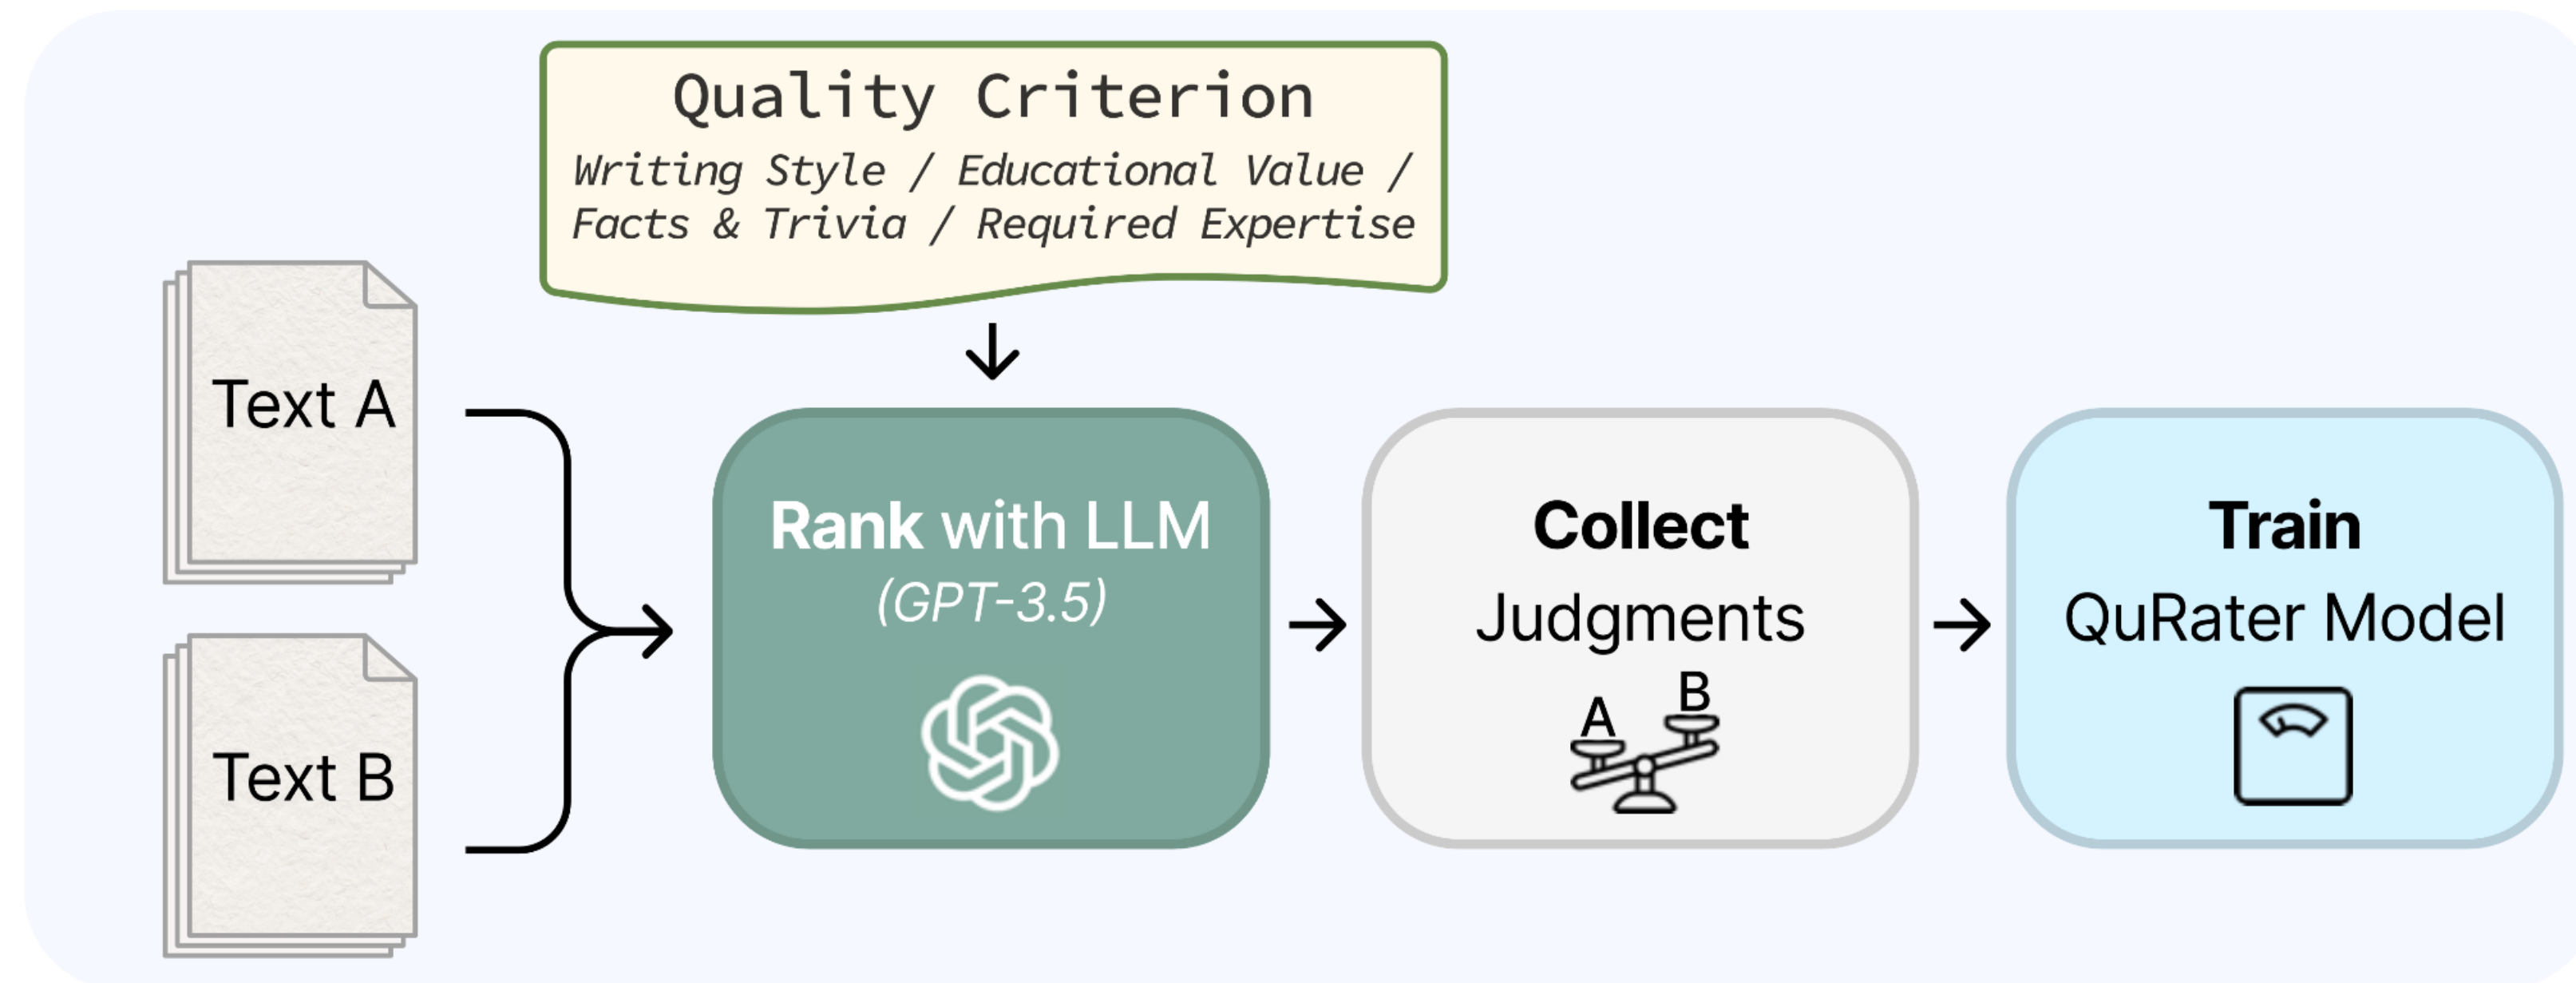 Quality Criterion
Writing Style / Educational Value /
Facts & Trivia / Required Expertise
Text A
Text B
Rank with LLM
(GPT-3.5)
Collect
Judgments
A
B
Train
QuRater Model